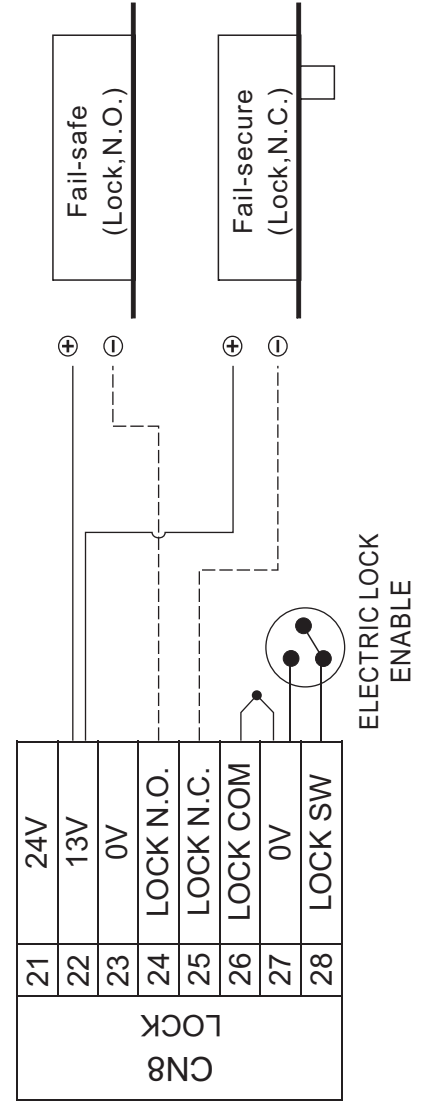 Fail-safe
(Lock,N.O.)
Fail-secure
(Lock,N.C.)
+
−
+
−
ELECTRIC LOCK
ENABLE
21 24V
22 13V
23 0V
24 LOCK N.O.
25 LOCK N.C.
26 LOCK COM
27 0V
28 LOCK SW
CN8
LOCK